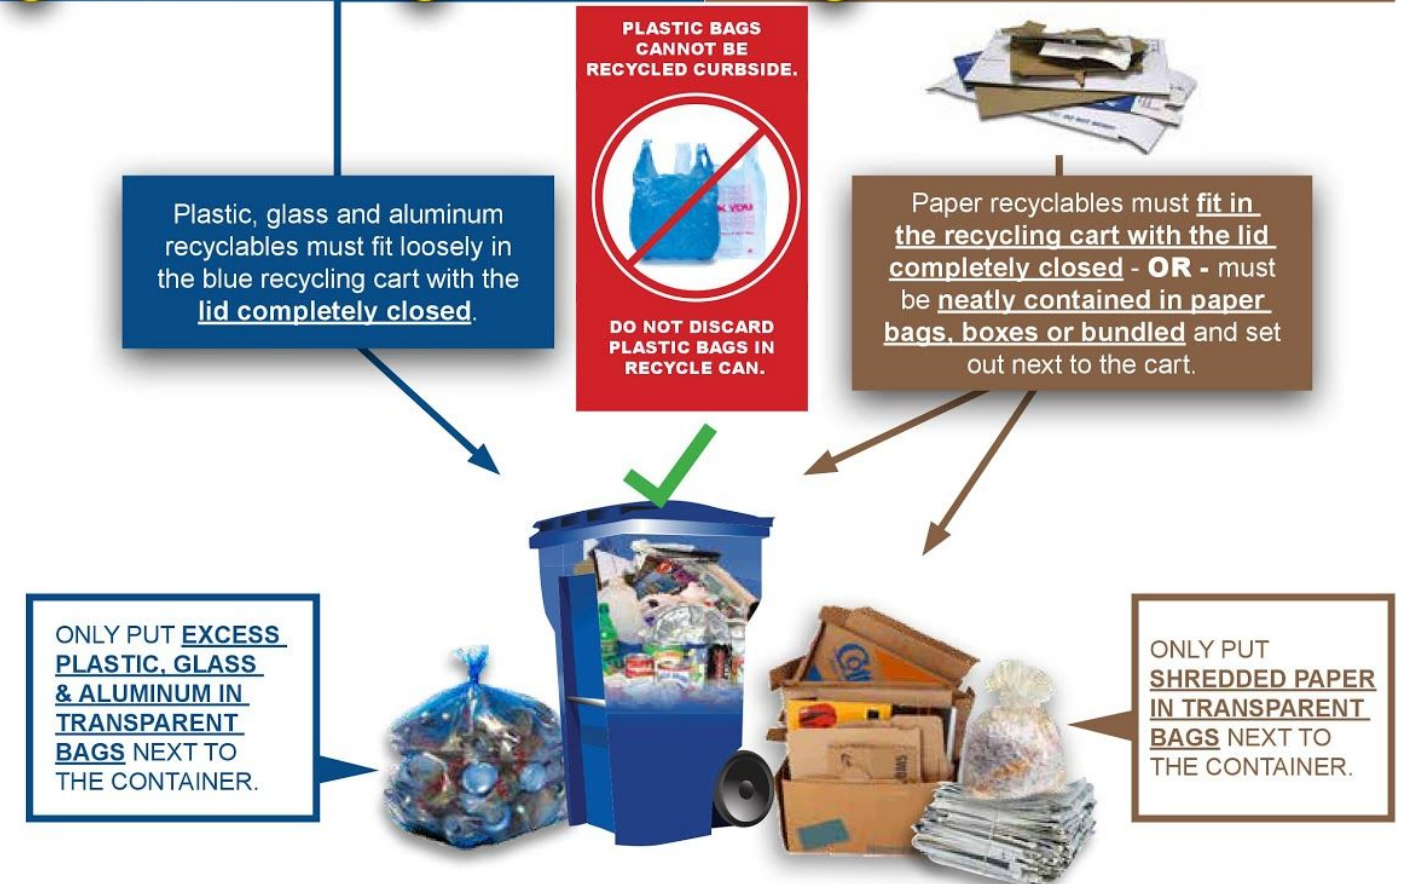 PLASTIC BAGS
CANNOT BE
RECYCLED CURBSIDE.
K YOU
DO NOT DISCARD
PLASTIC BAGS IN
RECYCLE CAN.
Plastic, glass and aluminum
recyclables must fit loosely in
the blue recycling cart with the
lid completely closed.
Paper recyclables must fit in
the recycling cart with the lid
completely closed - OR - must
be neatly contained in paper
bags, boxes or bundled and set
out next to the cart.
ONLY PUT EXCESS
PLASTIC, GLASS
& ALUMINUM IN
TRANSPARENT
BAGS NEXT TO
THE CONTAINER.
ONLY PUT
SHREDDED PAPER
IN TRANSPARENT
BAGS NEXT TO
THE CONTAINER.